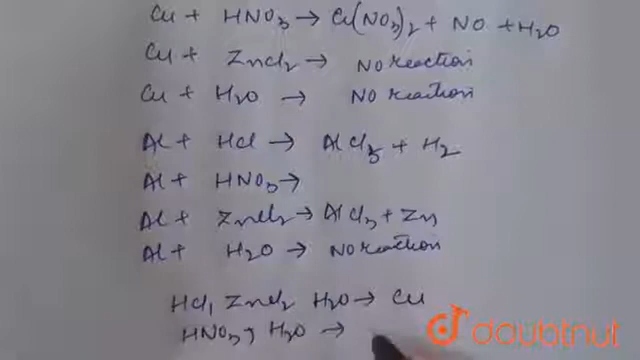 Cu + HNO3 → Cu(NO3)2 + NO + H2O
Cu + ZnCl2 → No reaction
Cu + H2O → No reaction
Al + HCl → AlCl3 + H2
Al + HNO3 →
Al + ZnCl2 → AlCl3 + Zn
Al + H2O → No reaction
HCl, ZnCl2 H2O → Cu
HNO3, H2O →
doubtnut